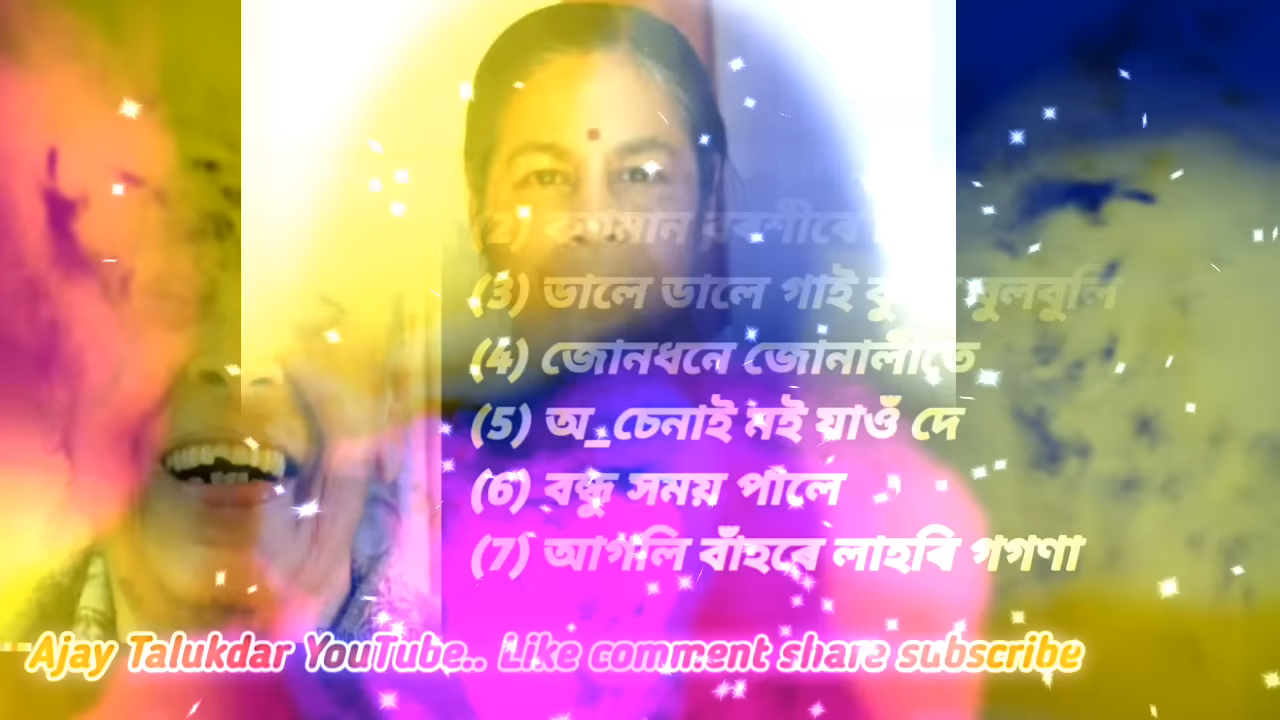 (2)
(3) ডালে ডালে গাই
(4) জোনধনে জোনালীতে
(5) অ_চেনাই মই যাওঁ দে
(6) বন্ধু সময় পালে
(7) আগলি বাঁহৰে লাহৰি গগণা
Ajay Talukdar YouTube.. Like comment share subscribe